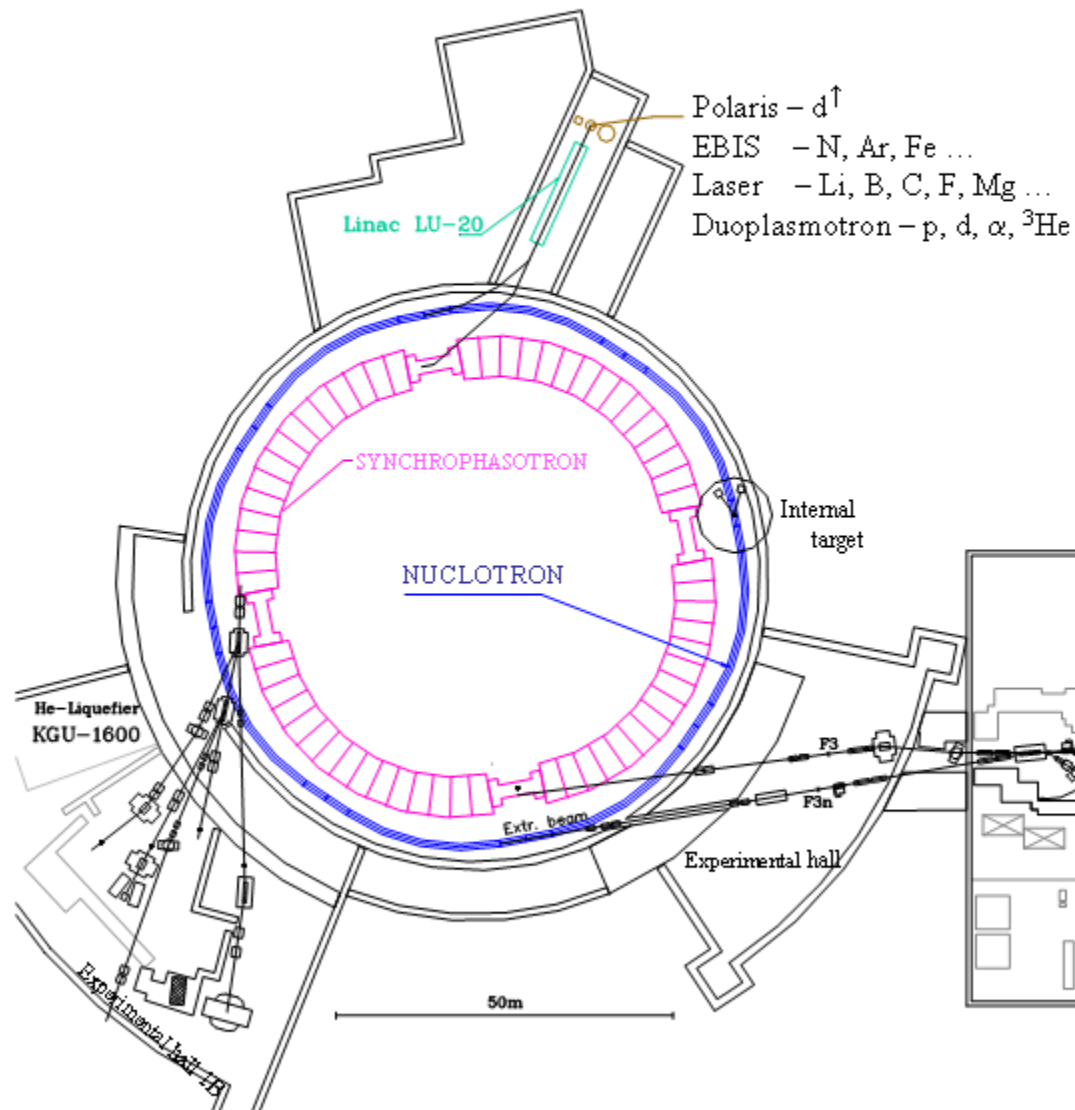 Polaris – d↑
EBIS – N, Ar, Fe ...
Laser – Li, B, C, F, Mg ...
Duoplasmotron – p, d, α, ³He
Linac LU-20
SYNCHROPHASOTRON
Internal
target
NUCLOTRON
He-Liquefier
KGU-1600
F3
F3n
Extr. beam
Experimental hall
Experimental hall 1B
50m